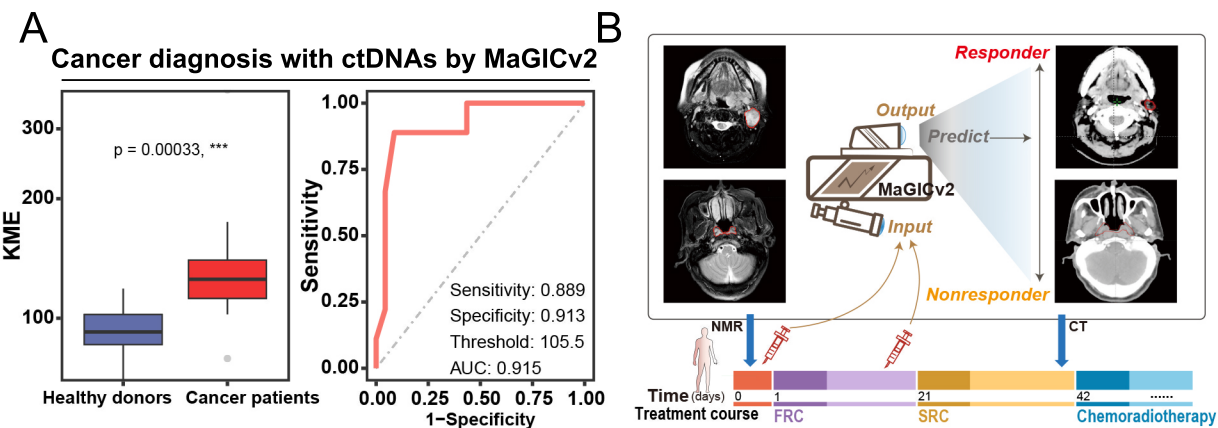 A
Cancer diagnosis with ctDNAs by MaGICv2
KME
300
200
100
p = 0.00033, ***
Healthy donors
Cancer patients
Sensitivity
1.00
0.75
0.50
0.25
0.00
Sensitivity: 0.889
Specificity: 0.913
Threshold: 105.5
AUC: 0.915
0.00 0.25 0.50 0.75 1.00
1−Specificity
B
Responder
Output
Predict
MaGICv2
Input
Nonresponder
NMR
CT
Time (days) 0 1 21 42 ......
Treatment course FRC SRC Chemoradiotherapy